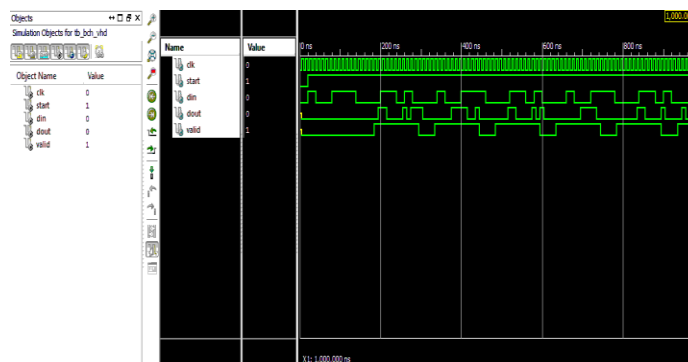 Objects
Simulation Objects for tb_bch_vhd
Object Name Value
clk 0
start 1
din 0
dout 0
valid 1
Name Value
clk 0
start 1
din 0
dout 0
valid 1
1,000.00
0 ns 200 ns 400 ns 600 ns 800 ns
X1: 1,000.000 ns